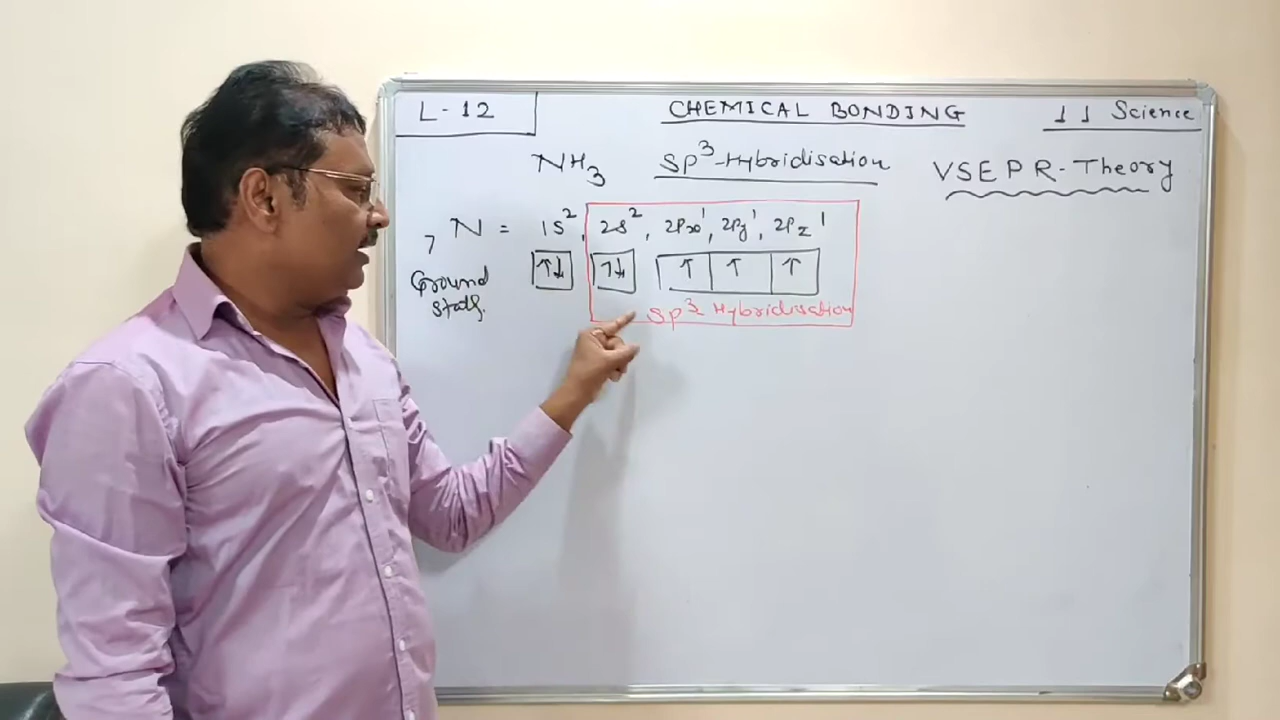 L-12 CHEMICAL BONDING 11 Science
NH₃ Sp³-Hybridisation VSEPR-Theory
₇N = 1S², 2S², 2Px¹, 2Py¹, 2Pz¹
↑↓ ↑↓ ↑ ↑ ↑
Ground
State
Sp³ Hybridisation